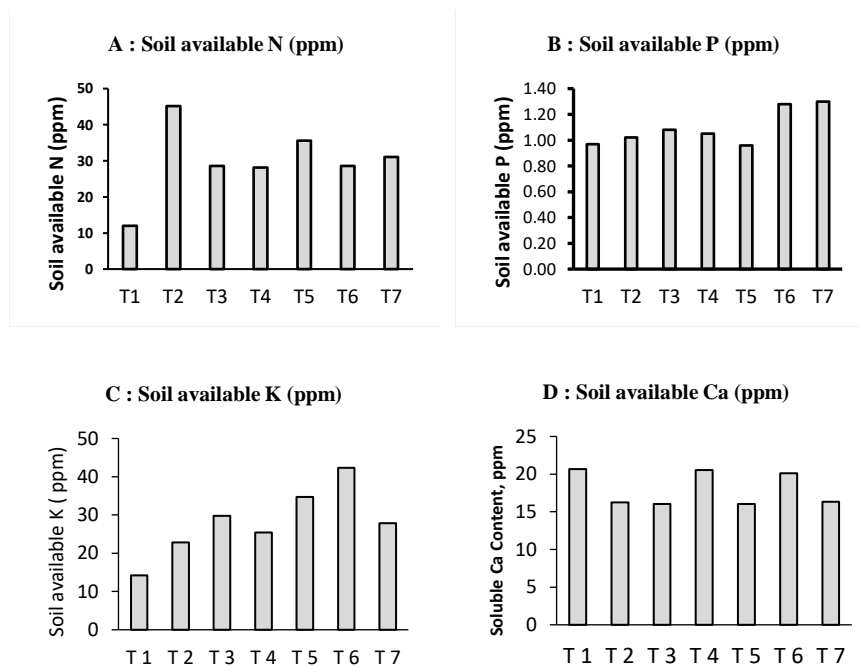 A : Soil available N (ppm)
Soil available N (ppm)
50
40
30
20
10
0
T1 T2 T3 T4 T5 T6 T7
B : Soil available P (ppm)
Soil available P (ppm)
1.40
1.20
1.00
0.80
0.60
0.40
0.20
0.00
T1 T2 T3 T4 T5 T6 T7
C : Soil available K (ppm)
Soil available K ( ppm)
50
40
30
20
10
0
T 1 T 2 T 3 T 4 T 5 T 6 T 7
D : Soil available Ca (ppm)
Soluble Ca Content, ppm
25
20
15
10
5
0
T 1 T 2 T 3 T 4 T 5 T 6 T 7